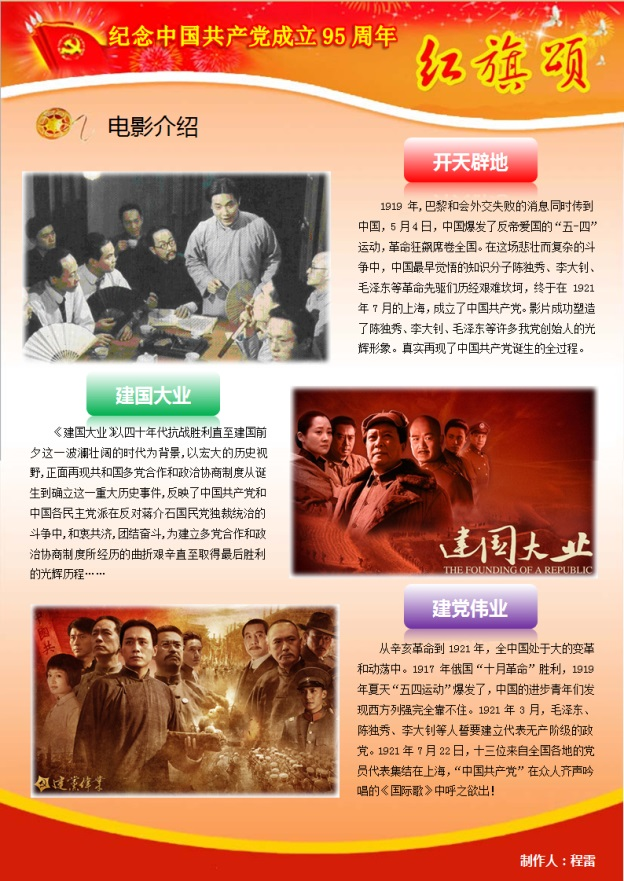 纪念中国共产党成立95周年
红旗颂
电影介绍
开天辟地
1919 年，巴黎和会外交失败的消息同时传到
中国，5月4日，中国爆发了反帝爱国的“五-四”
运动，革命狂飙席卷全国。在这场悲壮而复杂的斗
争中，中国最早觉悟的知识分子陈独秀、李大钊、
毛泽东等革命先驱们历经艰难坎坷，终于在 1921
年 7 月的上海，成立了中国共产党。影片成功塑造
了陈独秀、李大钊、毛泽东等许多我党创始人的光
辉形象。真实再现了中国共产党诞生的全过程。
建国大业
《建国大业》以四十年代抗战胜利直至建国前
夕这一波澜壮阔的时代为背景，以宏大的历史视
野，正面再现共和国多党合作和政治协商制度从诞
生到确立这一重大历史事件，反映了中国共产党和
中国各民主党派在反对蒋介石国民党独裁统治的
斗争中，和衷共济，团结奋斗，为建立多党合作和政
治协商制度所经历的曲折艰辛直至取得最后胜利
的光辉历程……
建国大业
THE FOUNDING OF A REPUBLIC
建党伟业
从辛亥革命到 1921 年，全中国处于大的变革
和动荡中。1917 年俄国“十月革命”胜利，1919
年夏天“五四运动”爆发了，中国的进步青年们发
现西方列强完全靠不住。1921 年 3 月，毛泽东、
陈独秀、李大钊等人誓要建立代表无产阶级的政
党。1921 年 7 月 22 日，十三位来自全国各地的党
员代表集结在上海，“中国共产党”在众人齐声吟
唱的《国际歌》中呼之欲出！
建党伟业
制作人：程雷